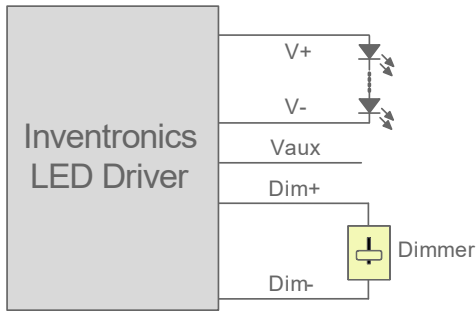 Inventronics
LED Driver
V+
V-
Vaux
Dim+
Dimmer
Dim-